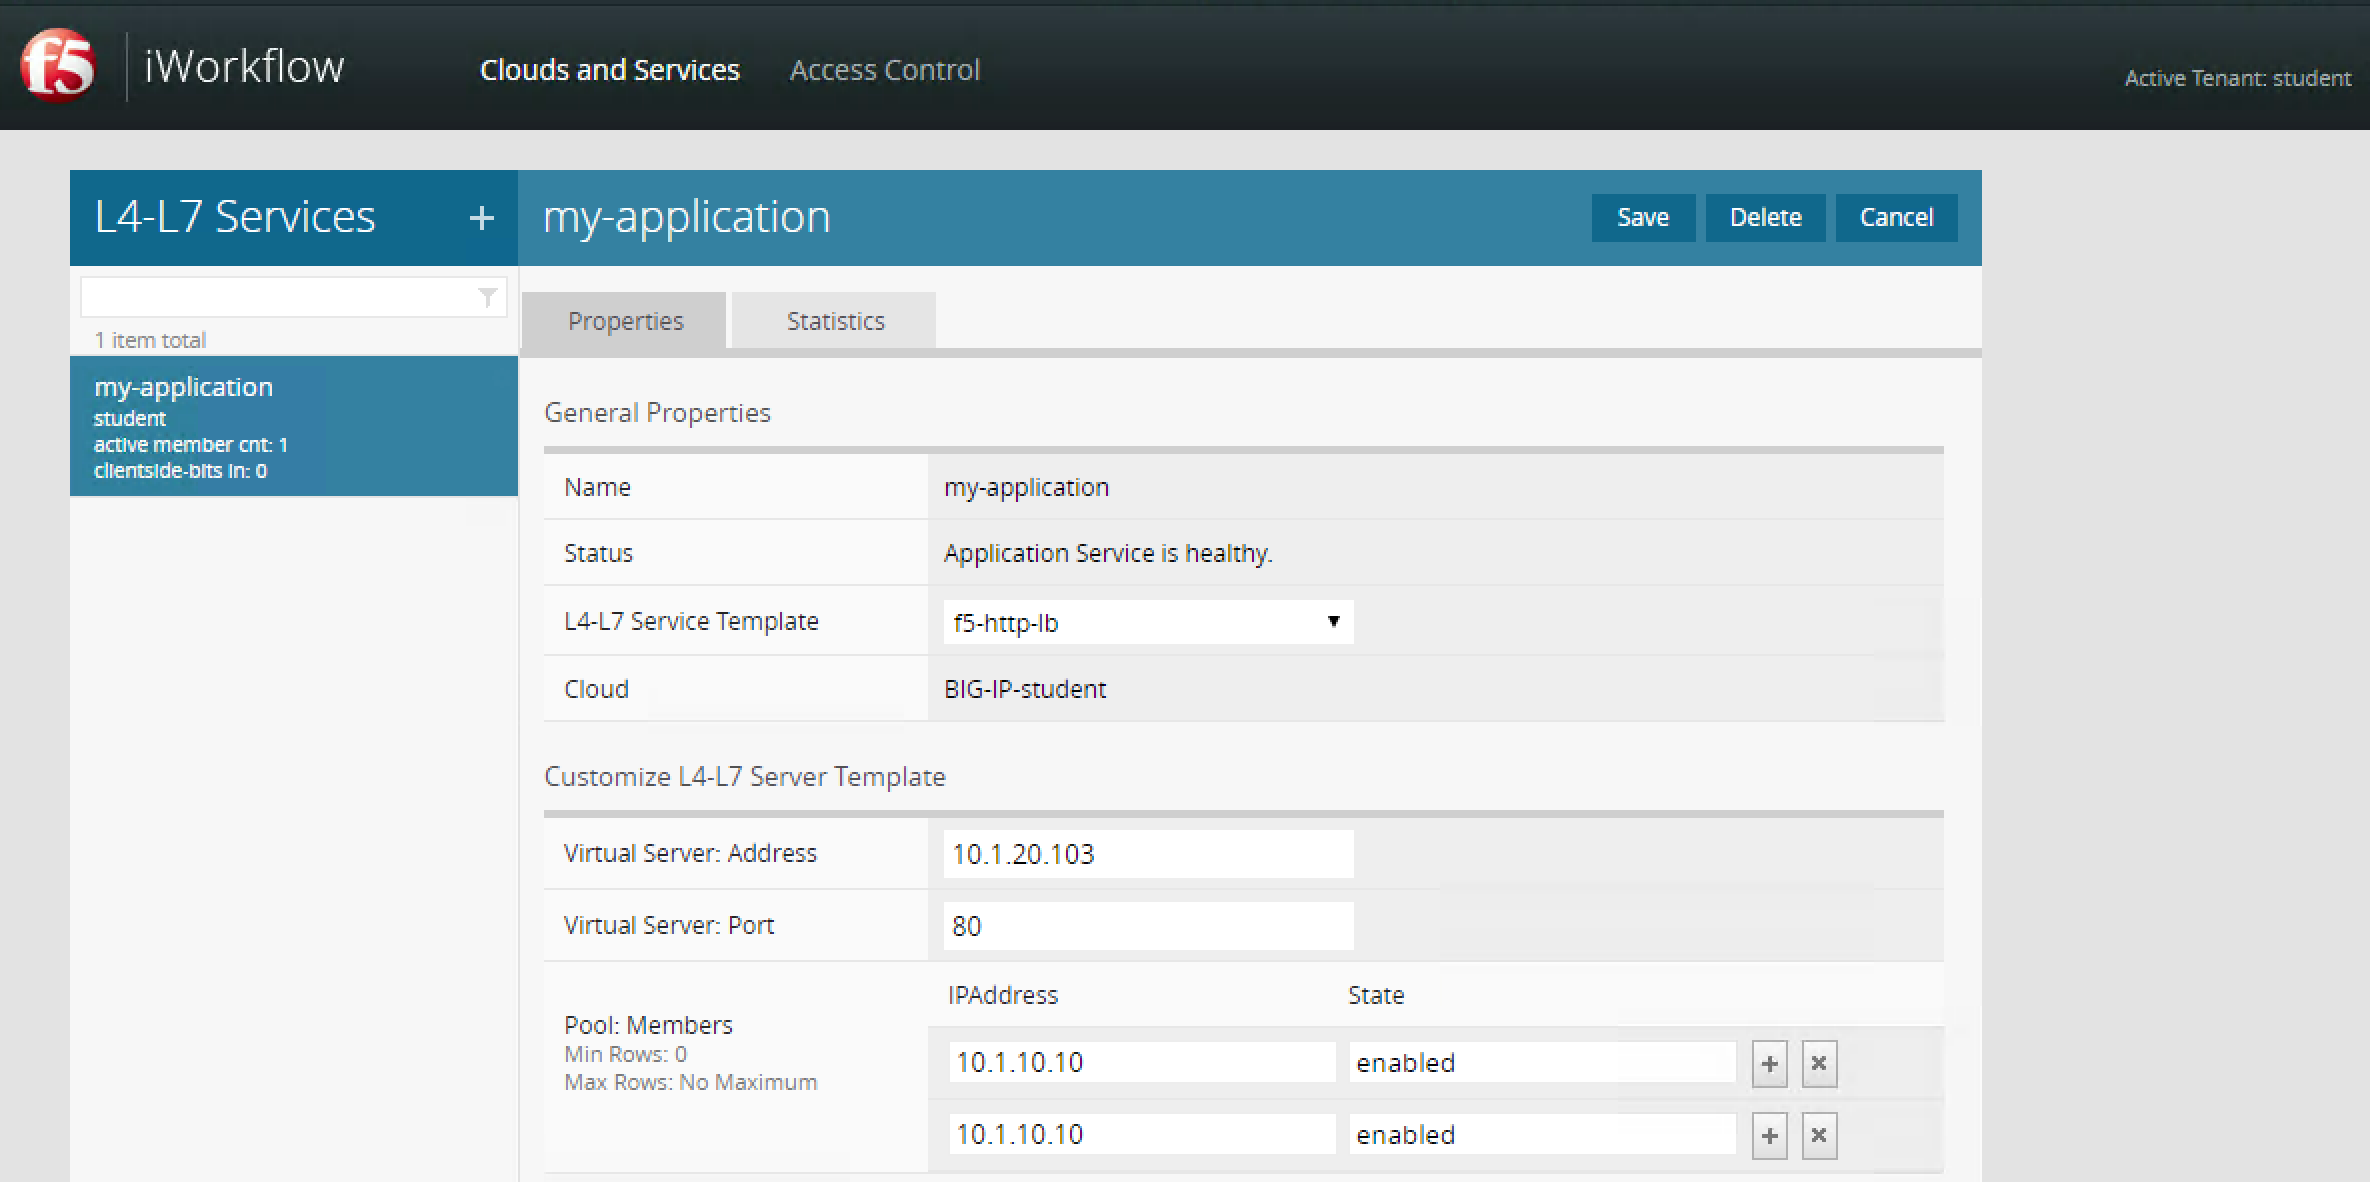 f5 iWorkflow Clouds and Services Access Control Active Tenant: student
L4-L7 Services + my-application Save Delete Cancel
Properties Statistics
1 item total
my-application
student
active member cnt: 1
clientside-bits in: 0
General Properties
Name my-application
Status Application Service is healthy.
L4-L7 Service Template f5-http-lb
Cloud BIG-IP-student
Customize L4-L7 Server Template
Virtual Server: Address 10.1.20.103
Virtual Server: Port 80
IPAddress State
Pool: Members
Min Rows: 0
Max Rows: No Maximum
10.1.10.10 enabled + ×
10.1.10.10 enabled + ×